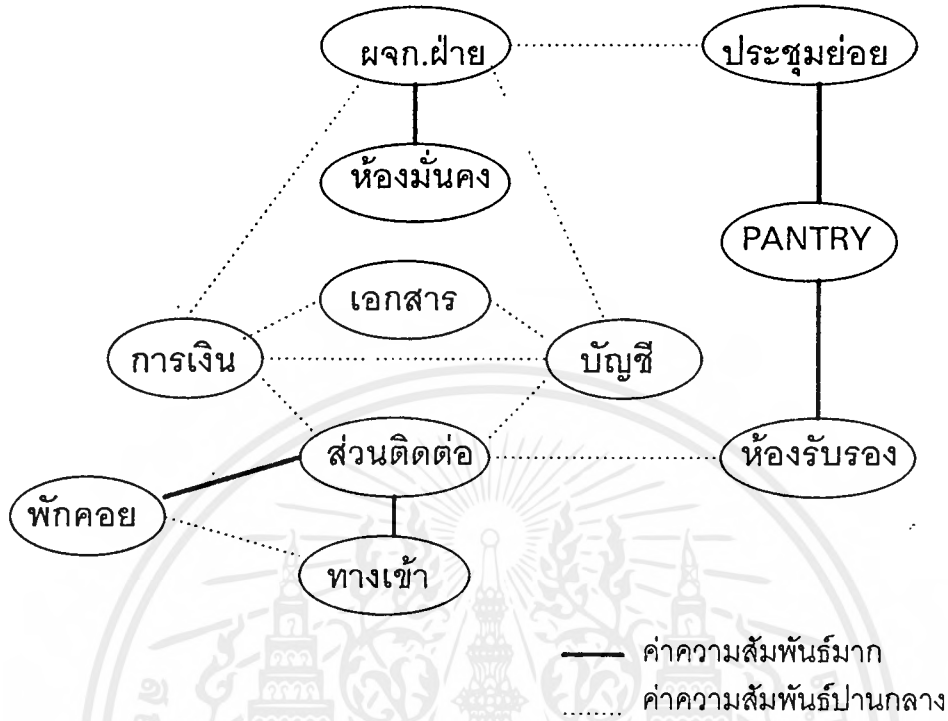 ผจก.ฝ่าย
ประชุมย่อย
ห้องมั่นคง
PANTRY
เอกสาร
การเงิน
บัญชี
ส่วนติดต่อ
ห้องรับรอง
พักคอย
ทางเข้า
ค่าความสัมพันธ์มาก
ค่าความสัมพันธ์ปานกลาง